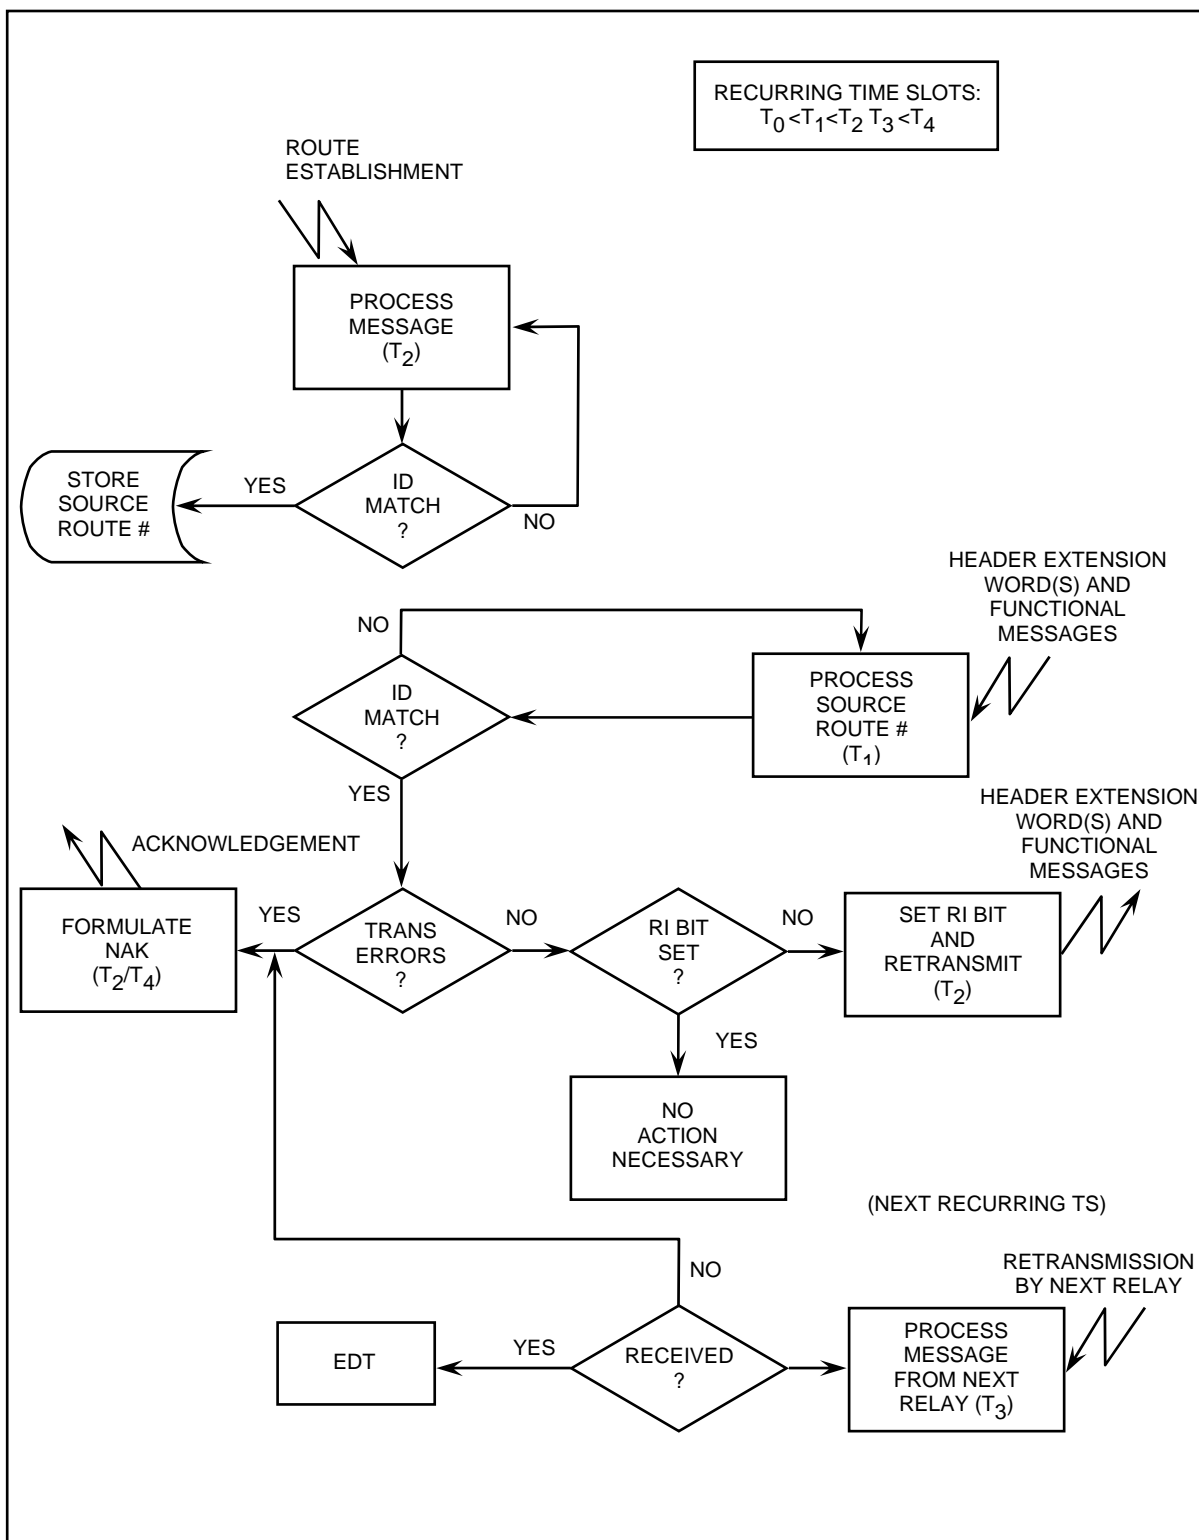 RECURRING TIME SLOTS:
T0<T1<T2 T3<T4
ROUTE
ESTABLISHMENT
PROCESS
MESSAGE
(T2)
STORE
SOURCE
ROUTE #
YES
ID
MATCH
?
NO
HEADER EXTENSION
WORD(S) AND
FUNCTIONAL
MESSAGES
NO
ID
MATCH
?
PROCESS
SOURCE
ROUTE #
(T1)
YES
HEADER EXTENSION
WORD(S) AND
FUNCTIONAL
MESSAGES
ACKNOWLEDGEMENT
FORMULATE
NAK
(T2/T4)
YES
TRANS
ERRORS
?
NO
RI BIT
SET
?
NO
SET RI BIT
AND
RETRANSMIT
(T2)
YES
NO
ACTION
NECESSARY
(NEXT RECURRING TS)
NO
RETRANSMISSION
BY NEXT RELAY
EDT
YES
RECEIVED
?
PROCESS
MESSAGE
FROM NEXT
RELAY (T3)